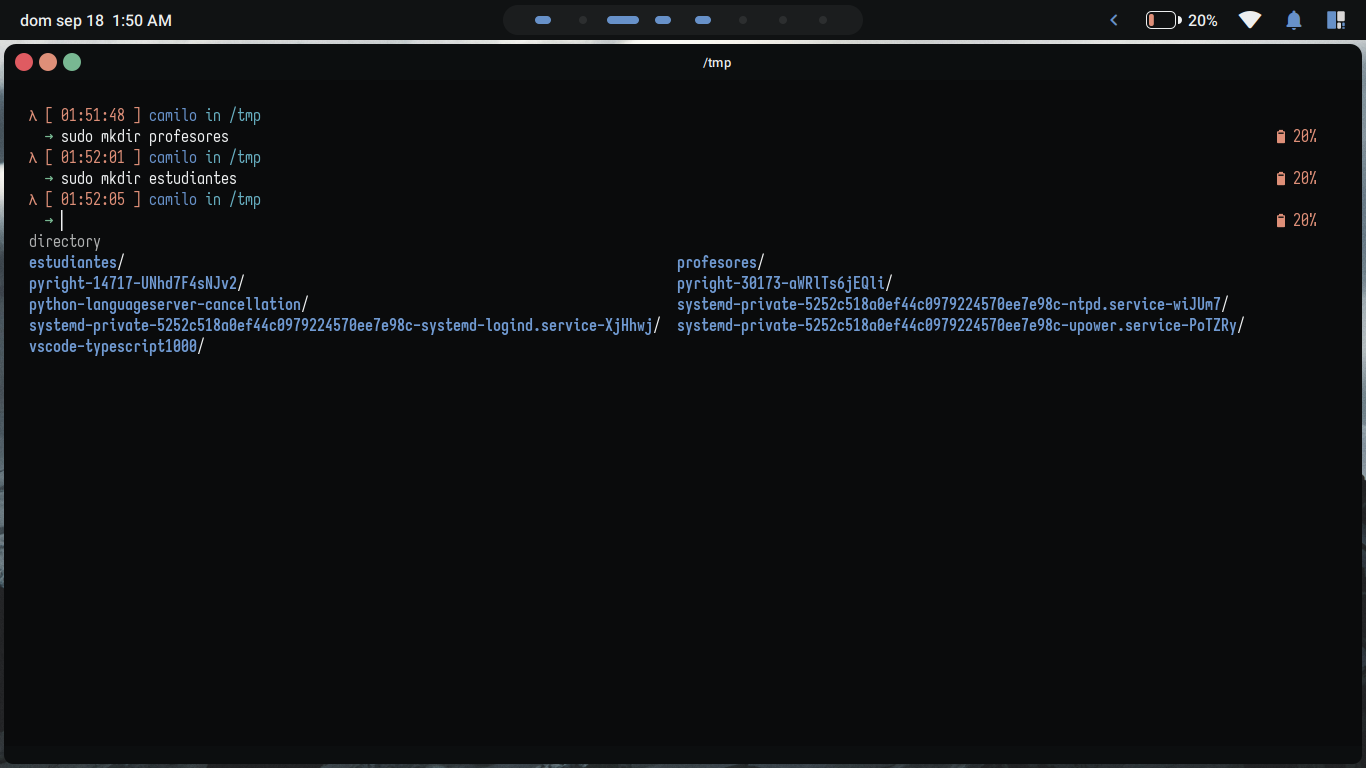 dom sep 18 1:50 AM
20%
/tmp
λ [ 01:51:48 ] camilo in /tmp
→ sudo mkdir profesores 20%
λ [ 01:52:01 ] camilo in /tmp
→ sudo mkdir estudiantes 20%
λ [ 01:52:05 ] camilo in /tmp
→ 20%
directory
estudiantes/ profesores/
pyright-14717-UNhd7F4sNJv2/ pyright-30173-aWRlTs6jEQli/
python-languageserver-cancellation/ systemd-private-5252c518a0ef44c0979224570ee7e98c-ntpd.service-wiJUm7/
systemd-private-5252c518a0ef44c0979224570ee7e98c-systemd-logind.service-XjHhwj/ systemd-private-5252c518a0ef44c0979224570ee7e98c-upower.service-PoTZRy/
vscode-typescript1000/